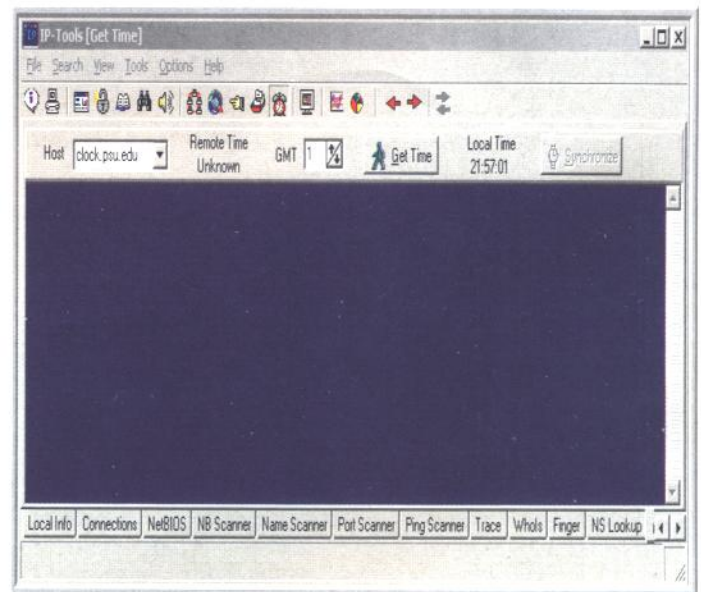 IP-Tools [Get Time]
File Search View Tools Options Help
Host clock.psu.edu Remote Time Unknown GMT 1 Get Time Local Time 21:57:01 Synchronize
Local Info Connections NetBIOS NB Scanner Name Scanner Port Scanner Ping Scanner Trace WhoIs Finger NS Lookup